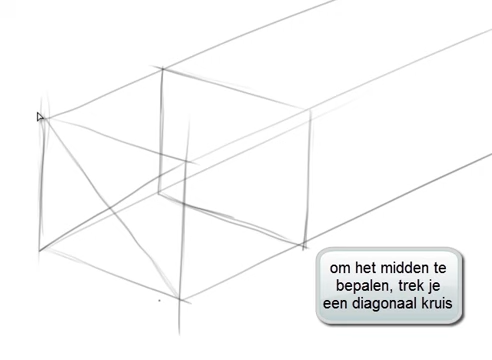 om het midden te
bepalen, trek je
een diagonaal kruis